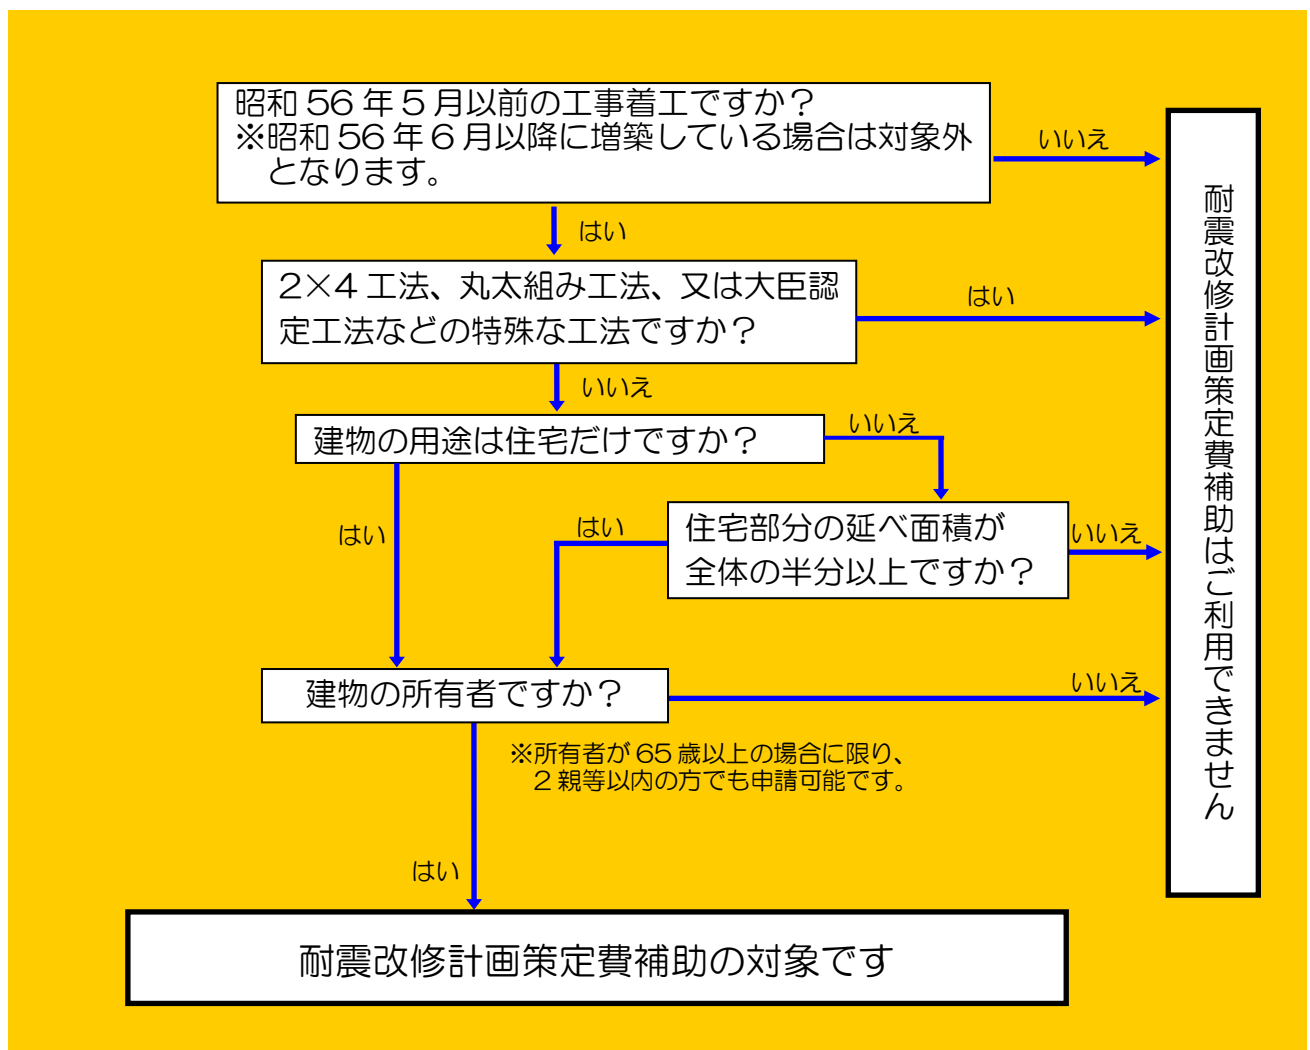 昭和56年5月以前の工事着工ですか？
※昭和56年6月以降に増築している場合は対象外
となります。
いいえ
はい
2×4工法、丸太組み工法、又は大臣認
定工法などの特殊な工法ですか？
はい
いいえ
建物の用途は住宅だけですか？
いいえ
はい
住宅部分の延べ面積が
全体の半分以上ですか？
はい
いいえ
建物の所有者ですか？
いいえ
※所有者が65歳以上の場合に限り、
2親等以内の方でも申請可能です。
はい
耐震改修計画策定費補助の対象です
耐震改修計画策定費補助はご利用できません